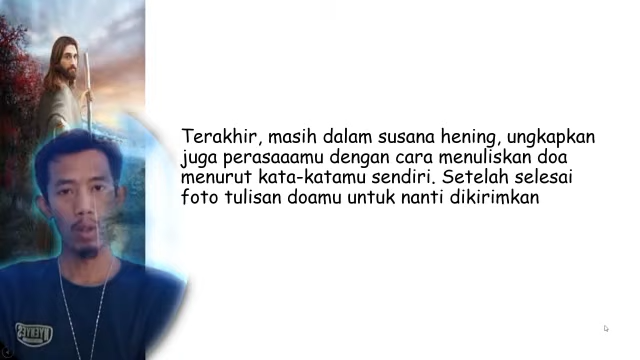 Terakhir, masih dalam susana hening, ungkapkan
juga perasaaamu dengan cara menuliskan doa
menurut kata-katamu sendiri. Setelah selesai
foto tulisan doamu untuk nanti dikirimkan